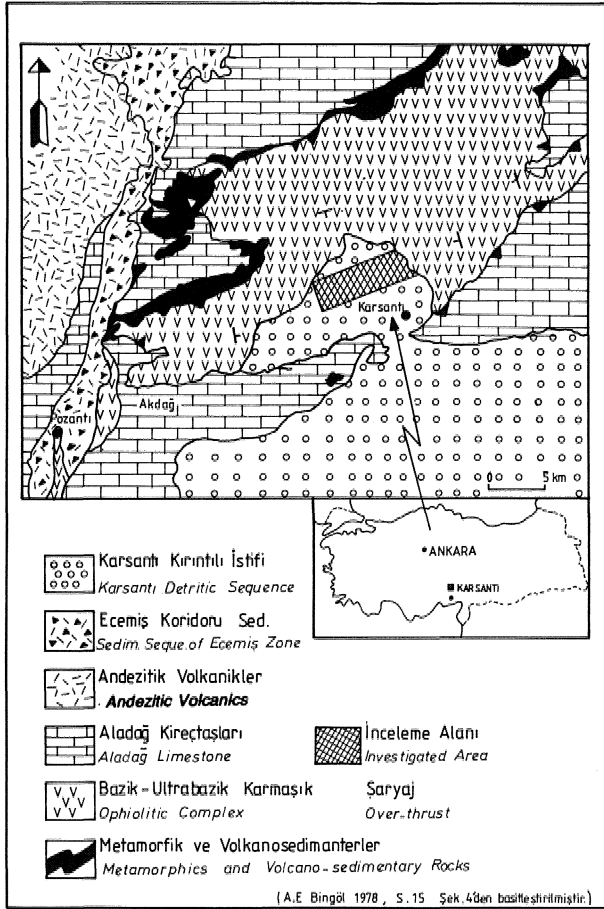 Karsantı
Akdağ
Pozantı
0 5 km
ANKARA
KARSANTI
Karsantı Kırıntılı İstifi
Karsantı Detritic Sequence
Ecemiş Koridoru Sed.
Sedim. Seque. of Ecemiş Zone
Andezitik Volkanikler
Andezitic Volcanics
Aladağ Kireçtaşları
Aladağ Limestone
İnceleme Alanı
Investigated Area
Bazik-Ultrabazik Karmaşık
Ophiolitic Complex
Şaryaj
Over-thrust
Metamorfik ve Volkanosedimanterler
Metamorphics and Volcano-sedimentary Rocks
(A.E Bingöl 1978, S.15 Şek.4'den basitleştirilmiştir.)